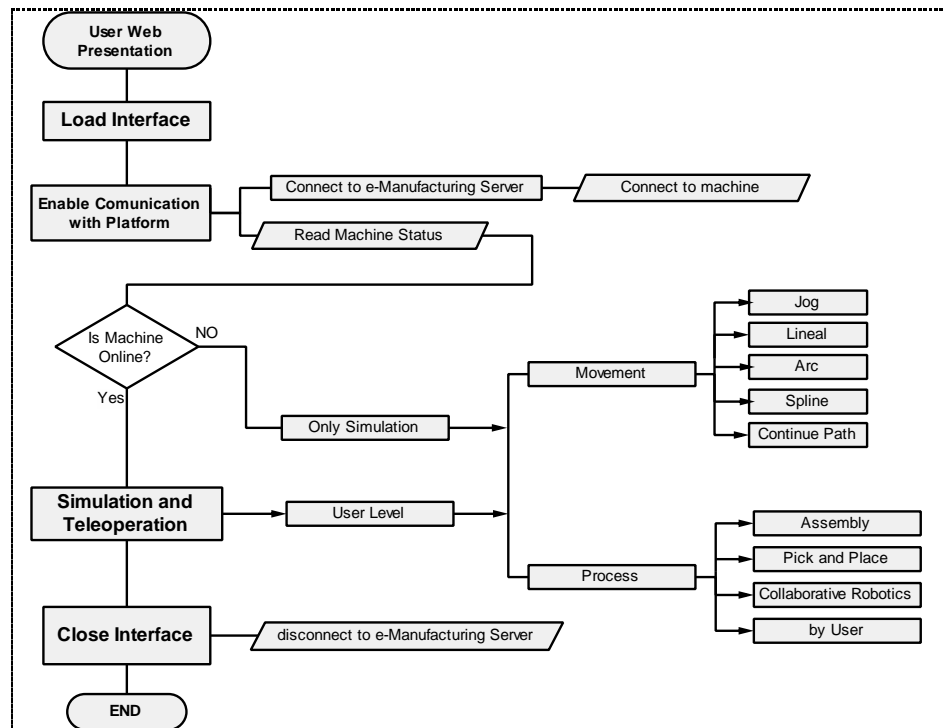 User Web
Presentation
Load Interface
Enable Comunication
with Platform
Connect to e-Manufacturing Server
Connect to machine
Read Machine Status
Is Machine
Online?
NO
Yes
Only Simulation
Simulation and
Teleoperation
User Level
Movement
Jog
Lineal
Arc
Spline
Continue Path
Process
Assembly
Pick and Place
Collaborative Robotics
by User
Close Interface
disconnect to e-Manufacturing Server
END